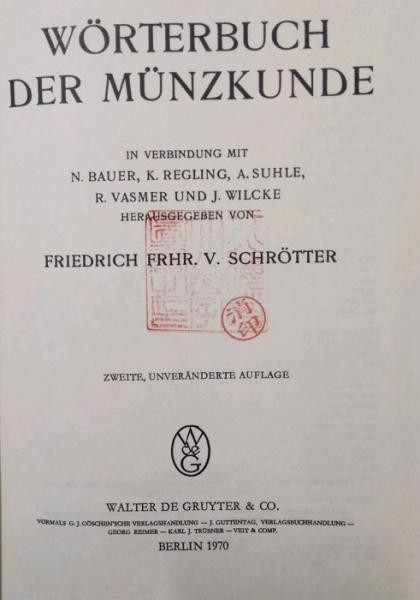 WÖRTERBUCH
DER MÜNZKUNDE
IN VERBINDUNG MIT
N. BAUER, K. REGLING, A. SUHLE,
R. VASMER UND J. WILCKE
HERAUSGEGEBEN VON
FRIEDRICH FRHR. V. SCHRÖTTER
消印
ZWEITE, UNVERÄNDERTE AUFLAGE
W
de
G
WALTER DE GRUYTER & CO.
VORMALS G. J. GÖSCHEN'SCHE VERLAGSHANDLUNG — J. GUTTENTAG, VERLAGSBUCHHANDLUNG —
GEORG REIMER — KARL J. TRÜBNER — VEIT & COMP.
BERLIN 1970